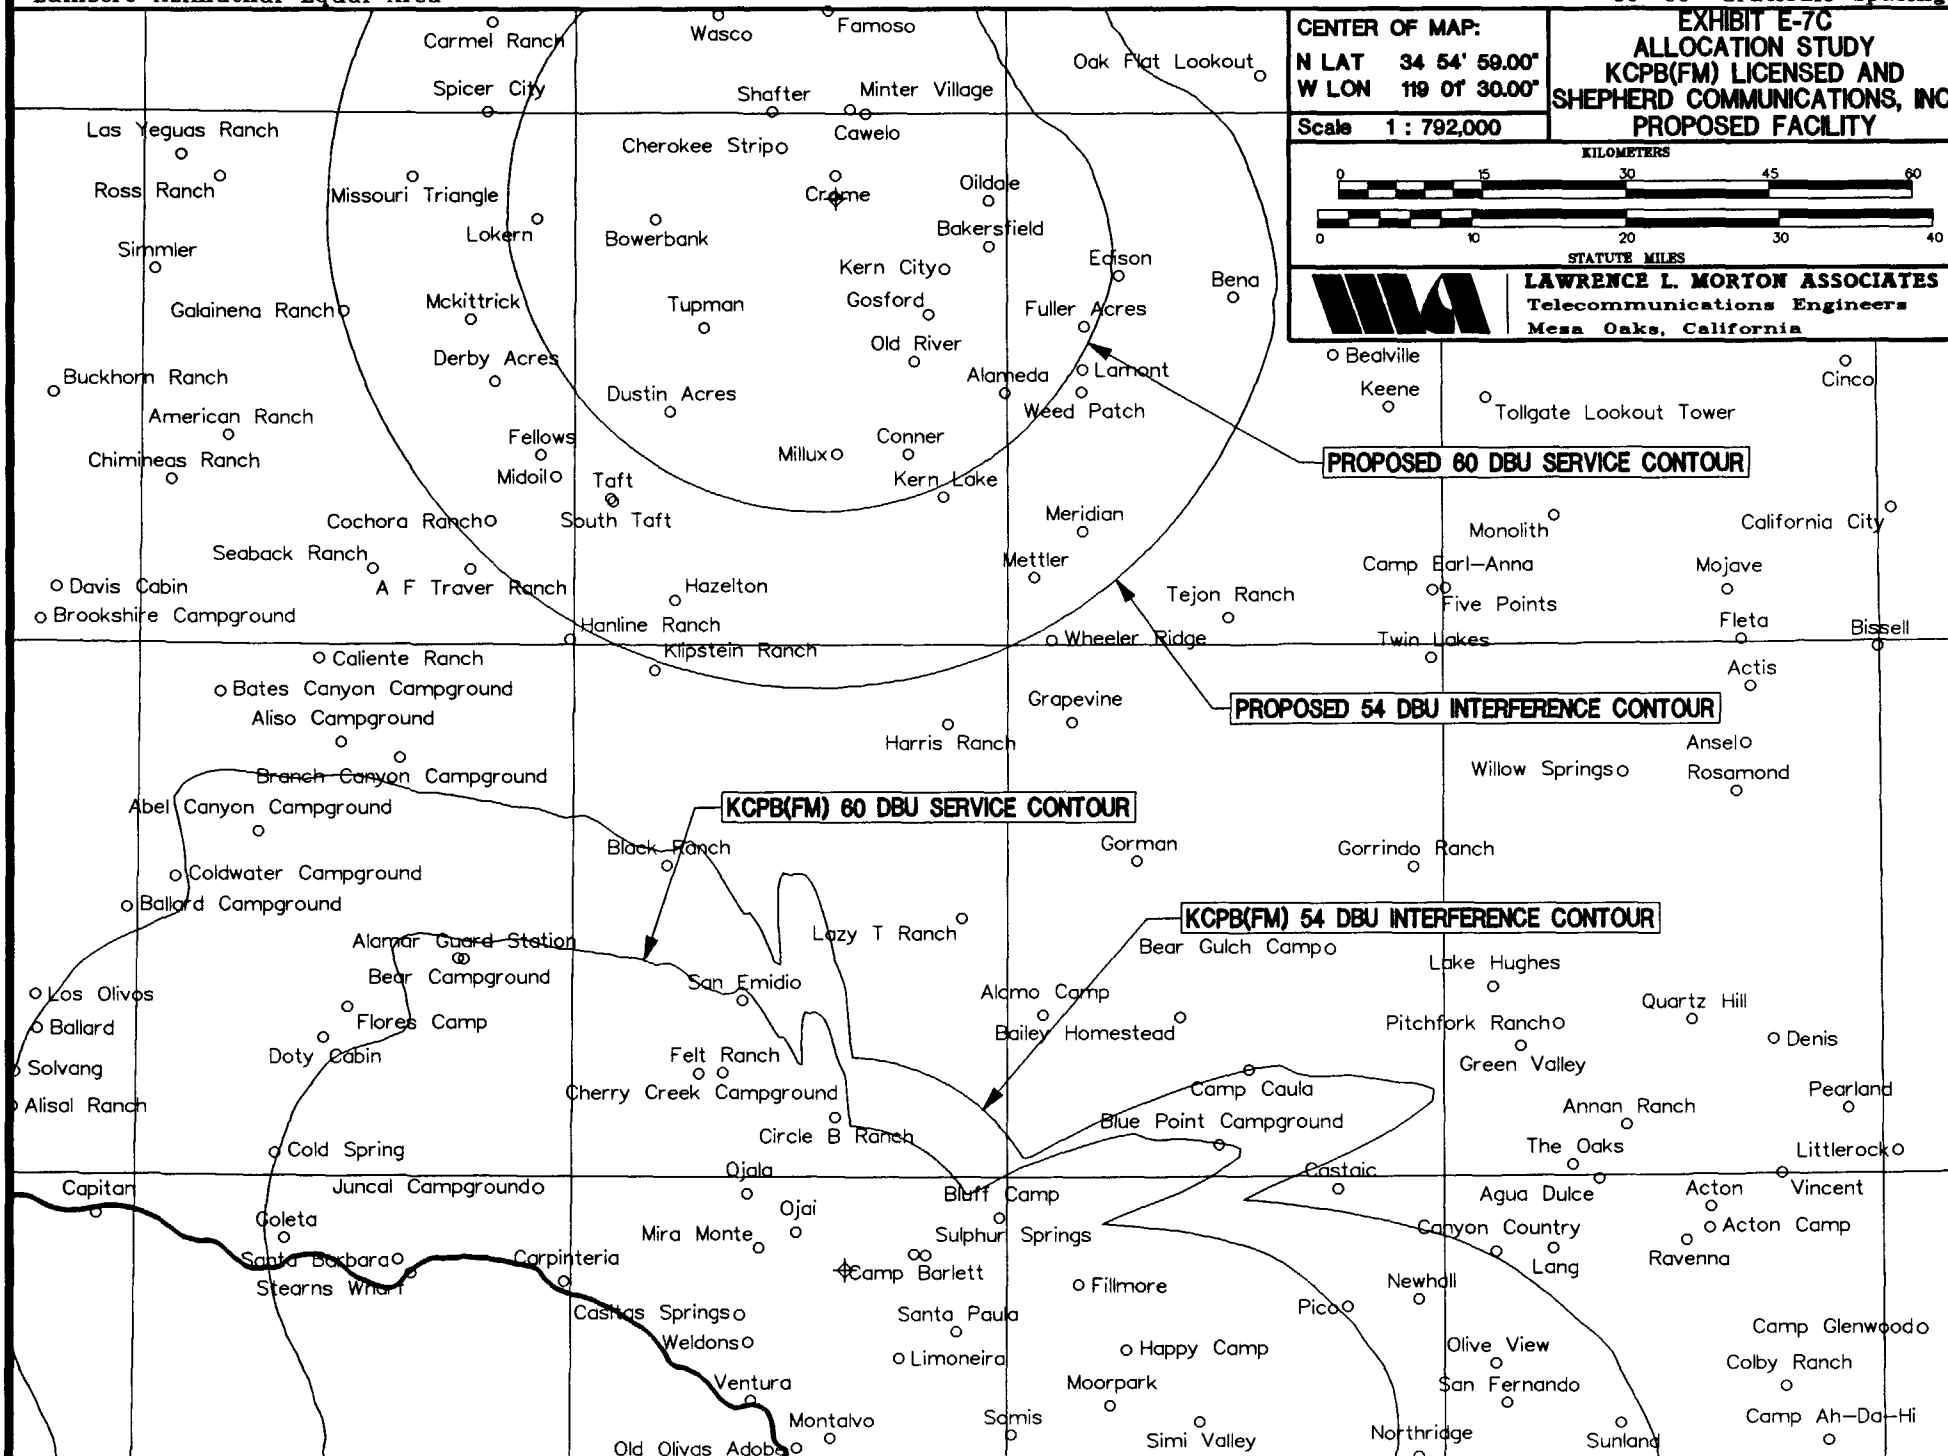 CENTER OF MAP:
N LAT 34 54' 59.00"
W LON 119 01' 30.00"
Scale 1 : 792,000
EXHIBIT E-7C
ALLOCATION STUDY
KCPB(FM) LICENSED AND
SHEPHERD COMMUNICATIONS, INC
PROPOSED FACILITY
KILOMETERS
0 15 30 45 60
0 10 20 30 40
STATUTE MILES
LAWRENCE L. MORTON ASSOCIATES
Telecommunications Engineers
Mesa Oaks, California
Carmel Ranch
Wasco
Famoso
Oak Flat Lookout
Spicer City
Shafter
Minter Village
Las Yeguas Ranch
Cherokee Strip
Cawelo
Ross Ranch
Missouri Triangle
Crome
Oildale
Lokern
Bowerbank
Bakersfield
Simmler
Kern City
Edison
Bena
Galainena Ranch
Mckittrick
Tupman
Gosford
Fuller Acres
Derby Acres
Old River
Bealville
Buckhorn Ranch
Dustin Acres
Alameda
Lamont
Keene
Cinco
American Ranch
Weed Patch
Tollgate Lookout Tower
Chimineas Ranch
Fellows
Millux
Conner
PROPOSED 60 DBU SERVICE CONTOUR
Midoil
Taft
Kern Lake
Cochora Ranch
South Taft
Meridian
Monolith
California City
Seaback Ranch
Mettler
Camp Earl-Anna
Mojave
Davis Cabin
A F Traver Ranch
Hazelton
Tejon Ranch
Five Points
Brookshire Campground
Hanline Ranch
Wheeler Ridge
Twin Lakes
Fleta
Bissell
Caliente Ranch
Klipstein Ranch
Actis
Bates Canyon Campground
Grapevine
PROPOSED 54 DBU INTERFERENCE CONTOUR
Aliso Campground
Harris Ranch
Ansel
Branch Canyon Campground
Willow Springs
Rosamond
Abel Canyon Campground
KCPB(FM) 60 DBU SERVICE CONTOUR
Black Ranch
Gorman
Gorrindo Ranch
Coldwater Campground
Ballard Campground
Lazy T Ranch
KCPB(FM) 54 DBU INTERFERENCE CONTOUR
Alamar Guard Station
Bear Gulch Camp
Bear Campground
San Emidio
Lake Hughes
Los Olivos
Alamo Camp
Quartz Hill
Ballard
Flores Camp
Bailey Homestead
Pitchfork Ranch
Denis
Doty Cabin
Felt Ranch
Green Valley
Solvang
Cherry Creek Campground
Camp Caula
Pearland
Alisal Ranch
Circle B Ranch
Blue Point Campground
Annan Ranch
Cold Spring
The Oaks
Littlerock
Capitan
Juncal Campground
Ojala
Bluff Camp
Castaic
Agua Dulce
Acton
Vincent
Goleta
Ojai
Mira Monte
Sulphur Springs
Canyon Country
Acton Camp
Santa Barbara
Carpinteria
Camp Barlett
Lang
Ravenna
Stearns Wharf
Fillmore
Newhall
Casitas Springs
Santa Paula
Pico
Camp Glenwood
Weldons
Limoneira
Happy Camp
Olive View
Colby Ranch
Ventura
Moorpark
San Fernando
Montalvo
Somis
Simi Valley
Northridge
Sunland
Camp Ah-Da-Hi
Old Olivas Adobe